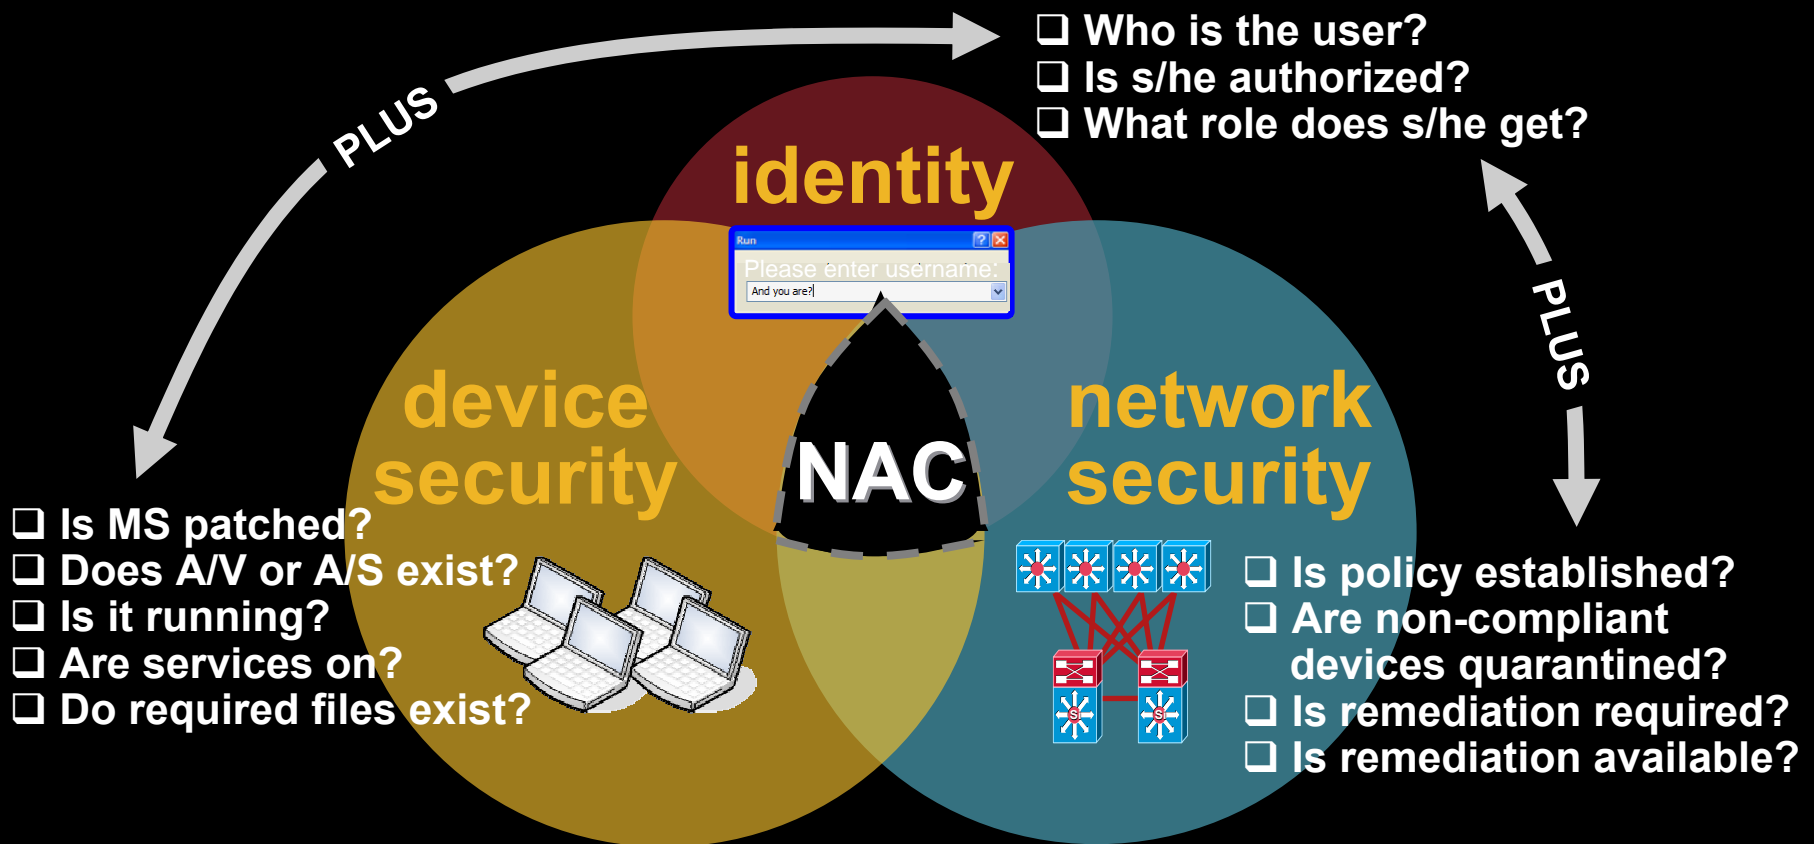 PLUS
❑ Who is the user?
❑ Is s/he authorized?
❑ What role does s/he get?
identity
Run
Please enter username:
And you are?
PLUS
device
security
NAC
network
security
❑ Is MS patched?
❑ Does A/V or A/S exist?
❑ Is it running?
❑ Are services on?
❑ Do required files exist?
❑ Is policy established?
❑ Are non-compliant
devices quarantined?
❑ Is remediation required?
❑ Is remediation available?
Si
Si